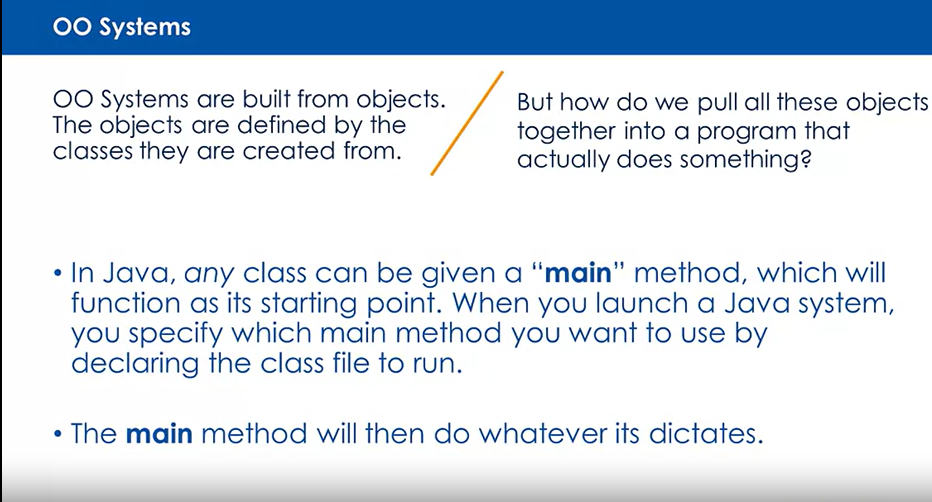 OO Systems
OO Systems are built from objects.
The objects are defined by the
classes they are created from.
But how do we pull all these objects
together into a program that
actually does something?
• In Java, any class can be given a “main” method, which will
function as its starting point. When you launch a Java system,
you specify which main method you want to use by
declaring the class file to run.
• The main method will then do whatever its dictates.